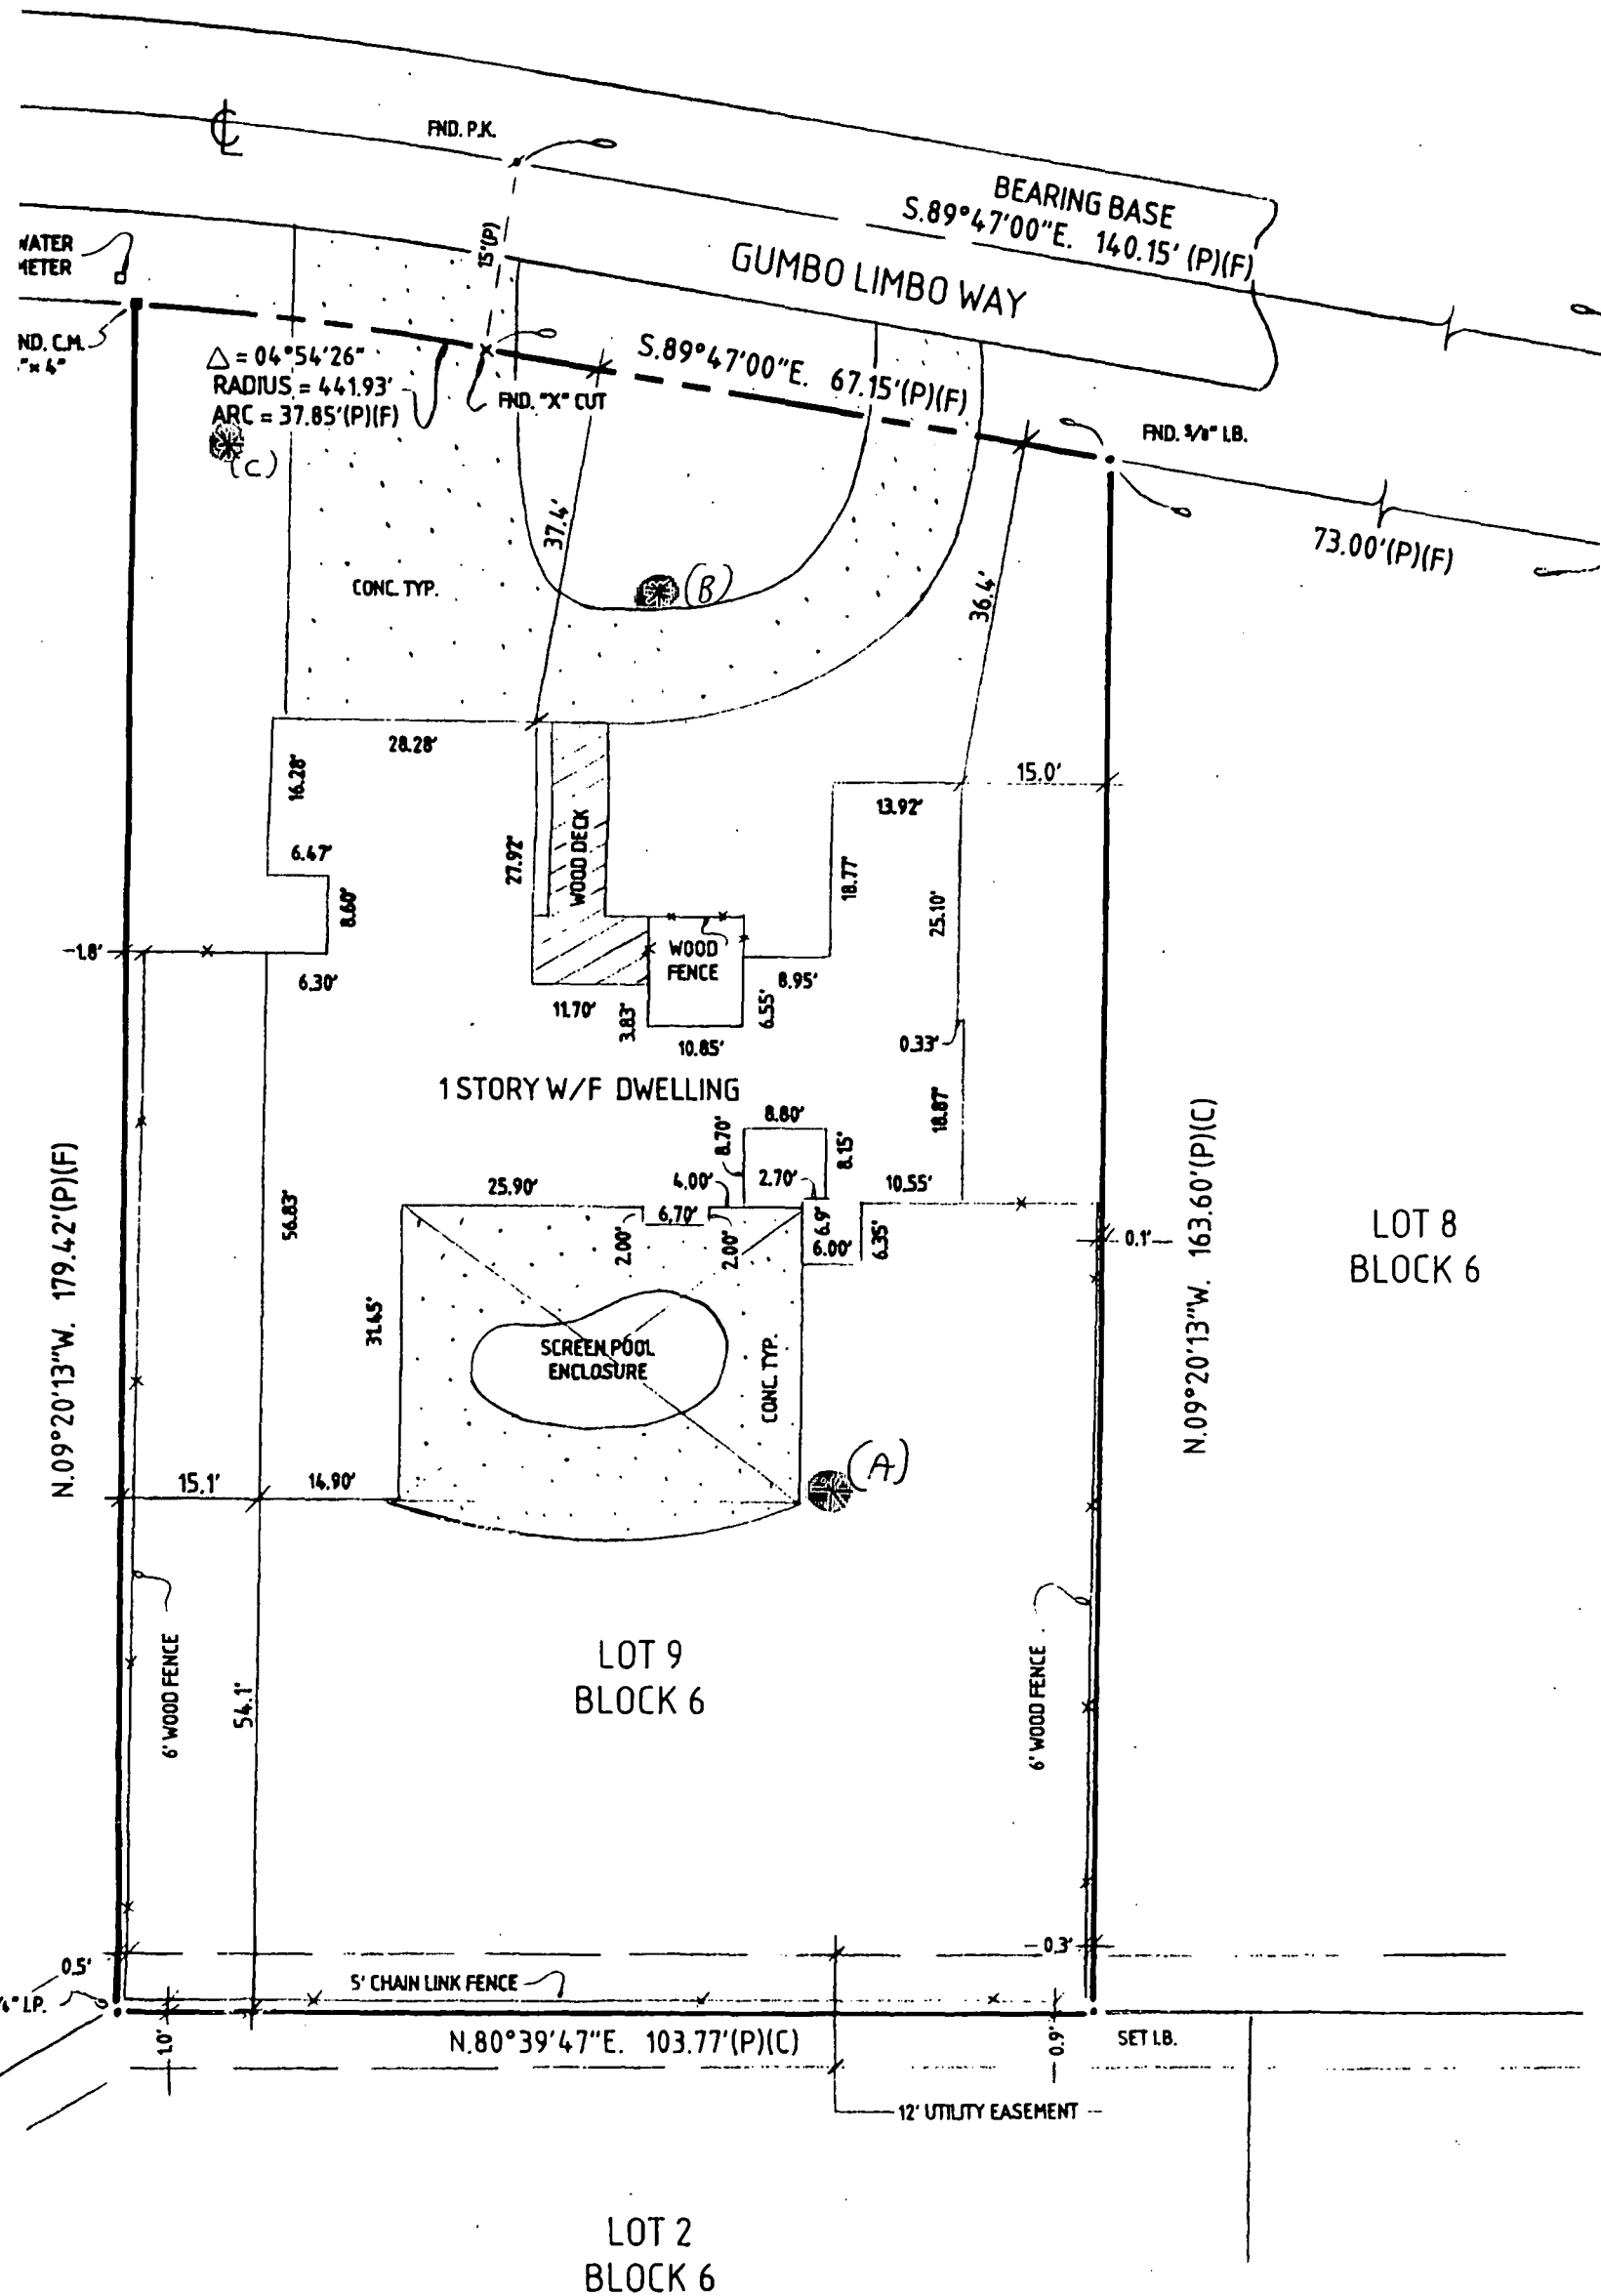 FND. P.K.
BEARING BASE
S.89°47'00"E. 140.15' (P)(F)
15'(P)
GUMBO LIMBO WAY
WATER
METER
△ = 04°54'26"
RADIUS = 441.93'
ARC = 37.85'(P)(F)
(C)
FND. "X" CUT
S.89°47'00"E. 67.15'(P)(F)
FND. 5/8" I.B.
73.00'(P)(F)
37.4'
36.4'
CONC. TYP.
(B)
28.28'
16.28'
6.47'
8.60'
27.92'
WOOD DECK
13.92'
15.0'
18.77'
25.10'
1.8'
6.30'
WOOD
FENCE
8.95'
11.70'
3.83'
6.55'
10.85'
0.33'
1 STORY W/F DWELLING
18.87'
8.80'
8.70'
8.15'
25.90'
4.00'
2.70'
10.55'
6.70'
2.00'
2.00'
6.9'
6.00'
6.35'
0.1'
56.83'
N.09°20'13"W. 179.42'(P)(F)
N.09°20'13"W. 163.60'(P)(C)
LOT 8
BLOCK 6
31.45'
SCREEN POOL
ENCLOSURE
CONC. TYP.
(A)
15.1'
14.90'
6' WOOD FENCE
54.1'
LOT 9
BLOCK 6
6' WOOD FENCE
0.5'
0.3'
5' CHAIN LINK FENCE
I.P.
1.0'
N.80°39'47"E. 103.77'(P)(C)
0.9'
SET I.B.
12' UTILITY EASEMENT
LOT 2
BLOCK 6